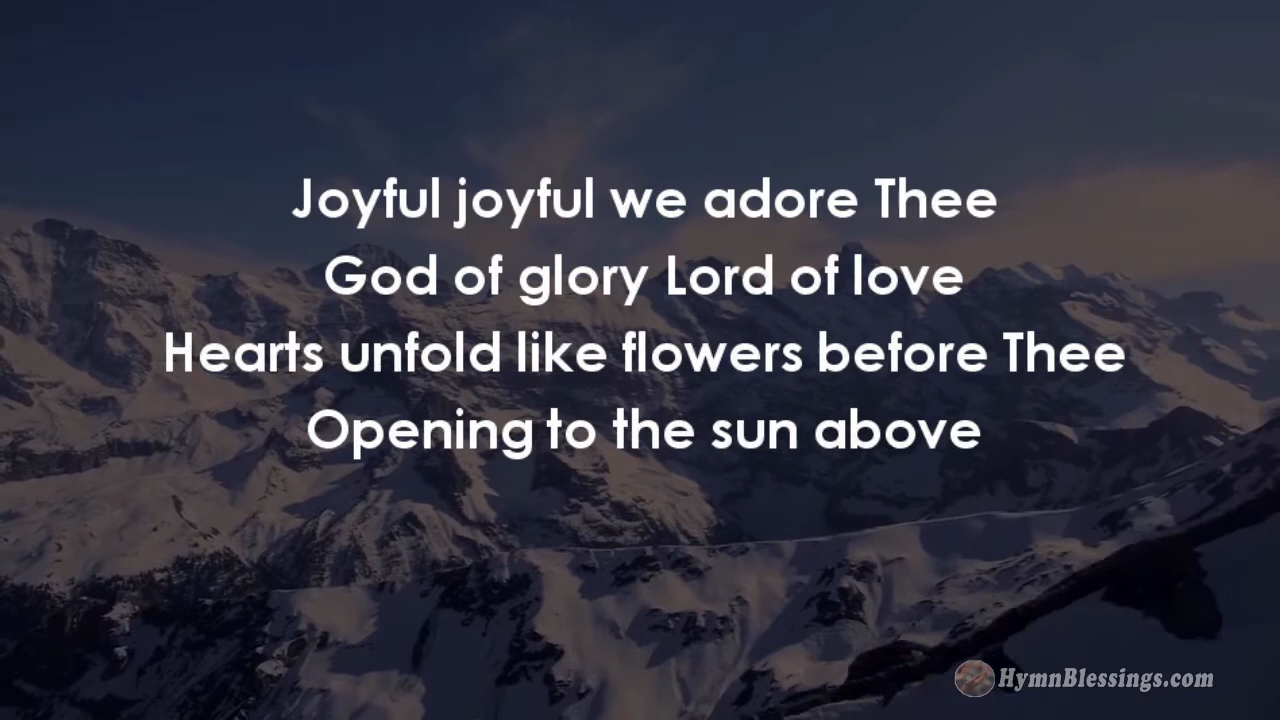 Joyful joyful we adore Thee
God of glory Lord of love
Hearts unfold like flowers before Thee
Opening to the sun above
HymnBlessings.com